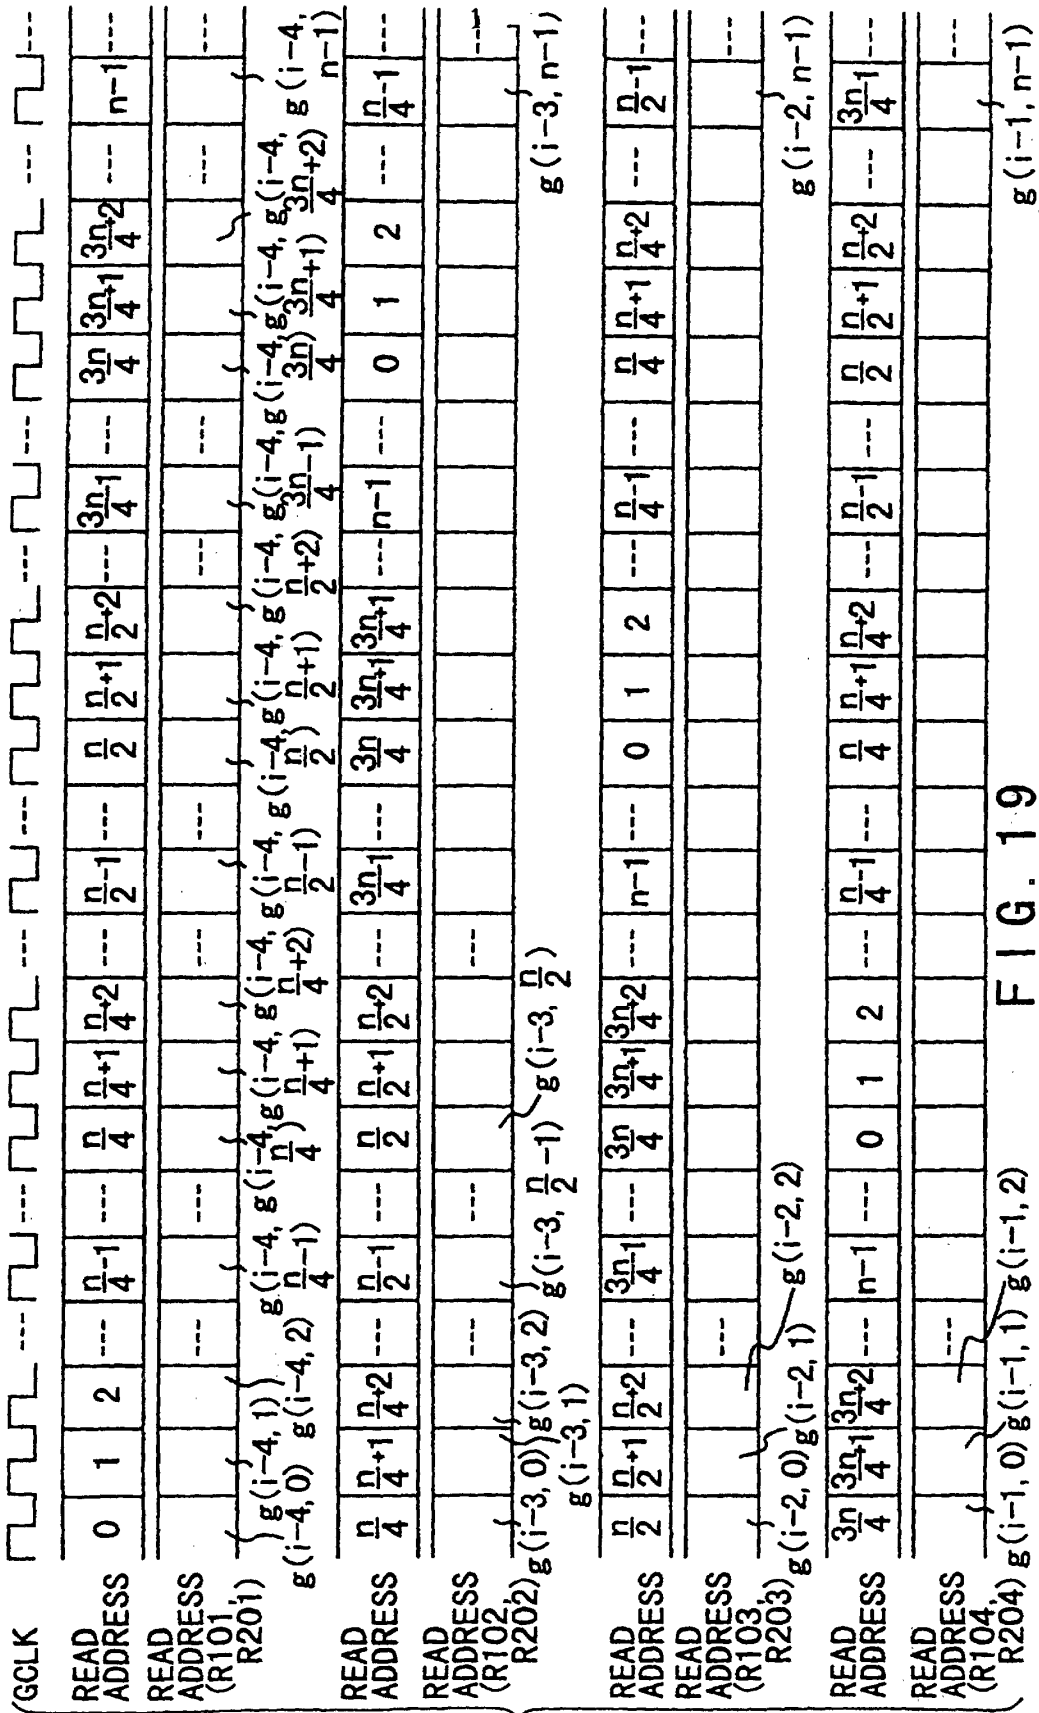 GCLK --- --- --- --- --- --- --- ---
READ ADDRESS 0 1 2 --- n/4-1 --- n/4 n/4+1 n/4+2 --- n/2-1 --- n/2 n/2+1 n/2+2 --- 3n/4-1 --- 3n/4 3n/4+1 3n/4+2 --- n-1 ---
READ ADDRESS (R101, R201) --- --- --- --- --- --- --- ---
g(i-4, 0) g(i-4, 1) g(i-4, 2) g(i-4, n/4-1) g(i-4, n/4) g(i-4, n/4+1) g(i-4, n/4+2) g(i-4, n/2-1) g(i-4, n/2) g(i-4, n/2+1) g(i-4, n/2+2) g(i-4, 3n/4-1) g(i-4, 3n/4) g(i-4, 3n/4+1) g(i-4, 3n/4+2) g(i-4, n-1)
READ ADDRESS n/4 n/4+1 n/4+2 --- n/2-1 --- n/2 n/2+1 n/2+2 --- 3n/4-1 --- 3n/4 3n/4+1 3n/4+1 --- n-1 --- 0 1 2 --- n/4-1 ---
READ ADDRESS (R102, R202) --- --- --- ---
g(i-3, 0) g(i-3, 1) g(i-3, 2) g(i-3, n/2-1) g(i-3, n/2) g(i-3, n-1)
READ ADDRESS n/2 n/2+1 n/2+2 --- 3n/4-1 --- 3n/4 3n/4+1 3n/4+2 --- n-1 --- 0 1 2 --- n/4-1 --- n/4 n/4+1 n/4+2 --- n/2-1 ---
READ ADDRESS (R103, R203) --- ---
g(i-2, 0) g(i-2, 1) g(i-2, 2) g(i-2, n-1)
READ ADDRESS 3n/4 3n/4+1 3n/4+2 --- n-1 --- 0 1 2 --- n/4-1 --- n/4 n/4+1 n/4+2 --- n/2-1 --- n/2 n/2+1 n/2+2 --- 3n/4-1 ---
READ ADDRESS (R104, R204) --- ---
g(i-1, 0) g(i-1, 1) g(i-1, 2) g(i-1, n-1)
FIG. 19